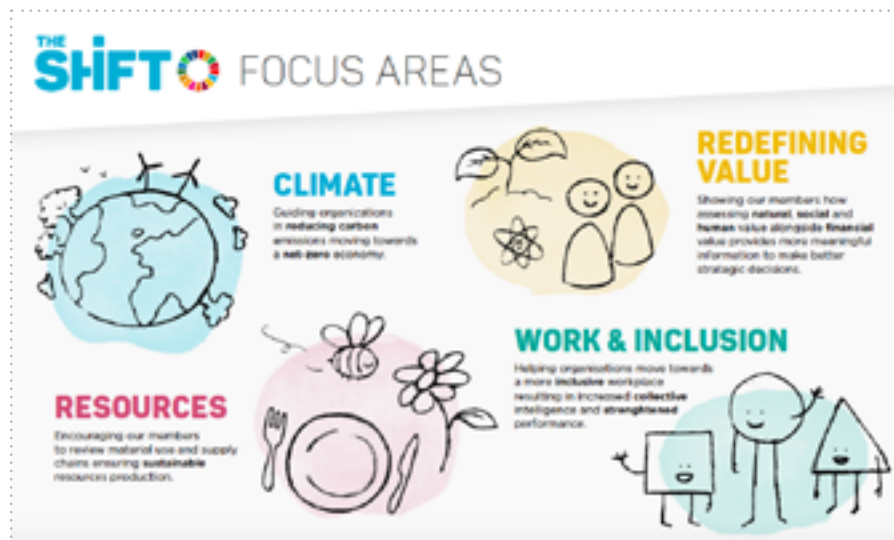 THE
SHiFT FOCUS AREAS
CLIMATE
Guiding organizations
in reducing carbon
emissions moving towards
a net-zero economy.
REDEFINING
VALUE
Showing our members how
assessing natural, social and
human value alongside financial
value provides more meaningful
information to make better
strategic decisions.
RESOURCES
Encouraging our members
to review material use and supply
chains ensuring sustainable
resources production.
WORK & INCLUSION
Helping organisations move towards
a more inclusive workplace
resulting in increased collective
intelligence and strenghtened
performance.